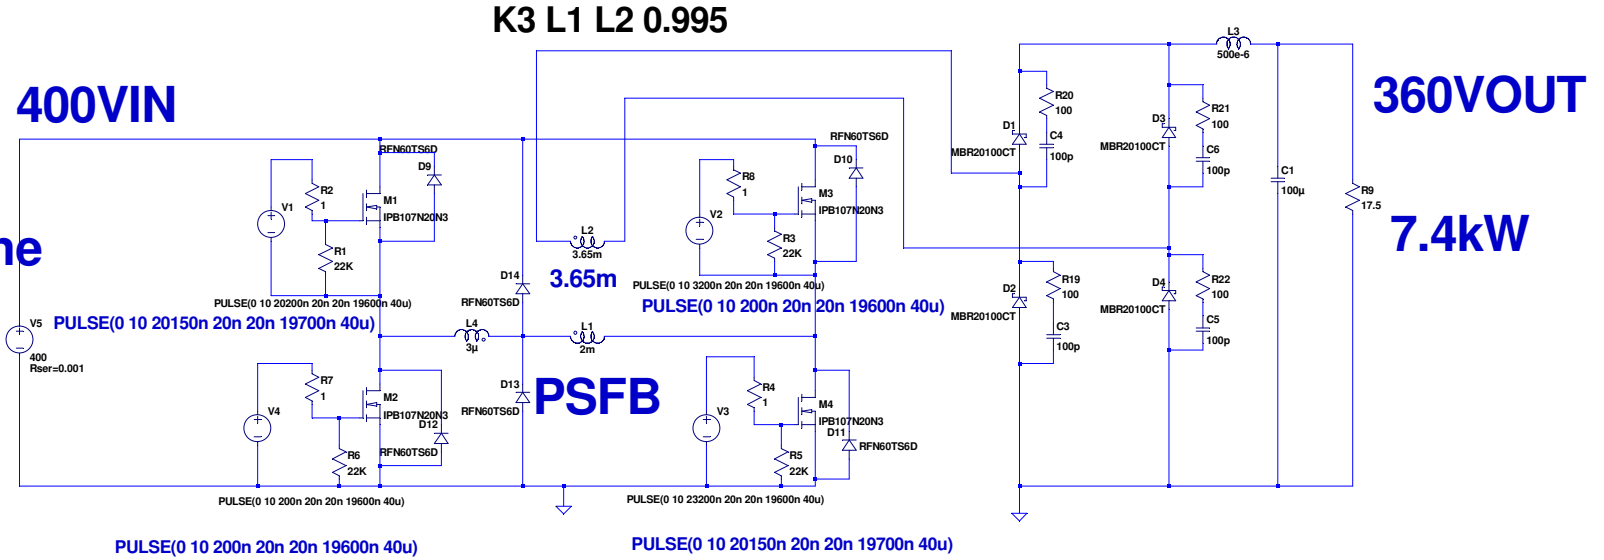 K3 L1 L2 0.995
L3
500e-6
400VIN
360VOUT
R20
100
R21
100
D1
D3
MBR20100CT
MBR20100CT
C4
100p
C6
100p
RFN60TS6D
D9
RFN60TS6D
D10
R2
1
M1
IPB107N20N3
V1
R1
22K
R8
1
M3
IPB107N20N3
V2
R3
22K
C1
100µ
R9
17.5
7.4kW
ne
L2
3.65m
3.65m
D14
RFN60TS6D
PULSE(0 10 20200n 20n 20n 19600n 40u)
PULSE(0 10 20150n 20n 20n 19700n 40u)
PULSE(0 10 3200n 20n 20n 19600n 40u)
PULSE(0 10 200n 20n 20n 19600n 40u)
D2
MBR20100CT
R19
100
C3
100p
D4
MBR20100CT
R22
100
C5
100p
V5
400
Rser=0.001
L4
3µ
L1
2m
R7
1
M2
IPB107N20N3
D12
RFN60TS6D
V4
R6
22K
D13
RFN60TS6D
PSFB
R4
1
M4
IPB107N20N3
D11
RFN60TS6D
V3
R5
22K
PULSE(0 10 200n 20n 20n 19600n 40u)
PULSE(0 10 23200n 20n 20n 19600n 40u)
PULSE(0 10 200n 20n 20n 19600n 40u)
PULSE(0 10 20150n 20n 20n 19700n 40u)